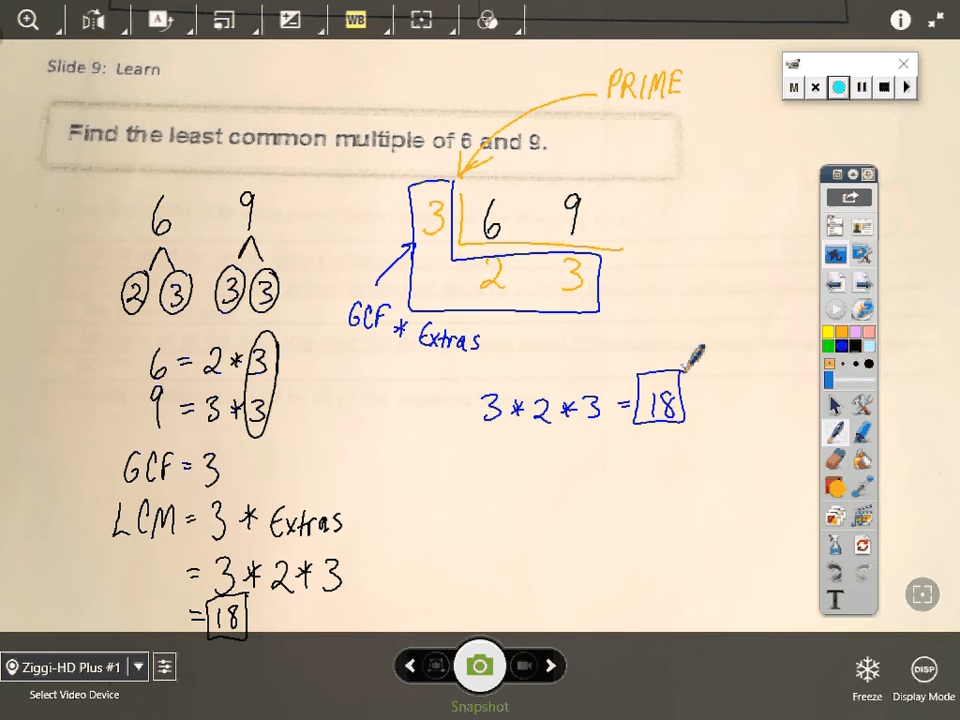 WB
Slide 9: Learn
Find the least common multiple of 6 and 9.
PRIME
6 9
2 3 3 3
6 = 2 * 3
9 = 3 * 3
GCF = 3
LCM = 3 * Extras
= 3 * 2 * 3
= 18
3 6 9
2 3
GCF * Extras
3 * 2 * 3 = 18
M
T
Ziggi-HD Plus #1
Select Video Device
Snapshot
Freeze
DISP
Display Mode